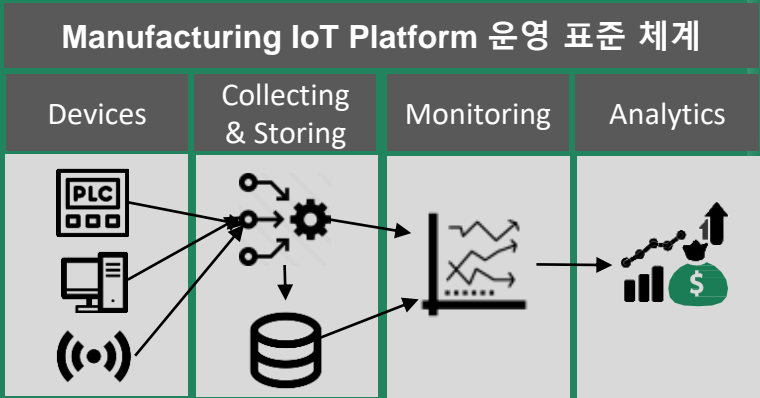 Manufacturing IoT Platform 운영 표준 체계
Devices
Collecting
& Storing
Monitoring
Analytics
PLC
$